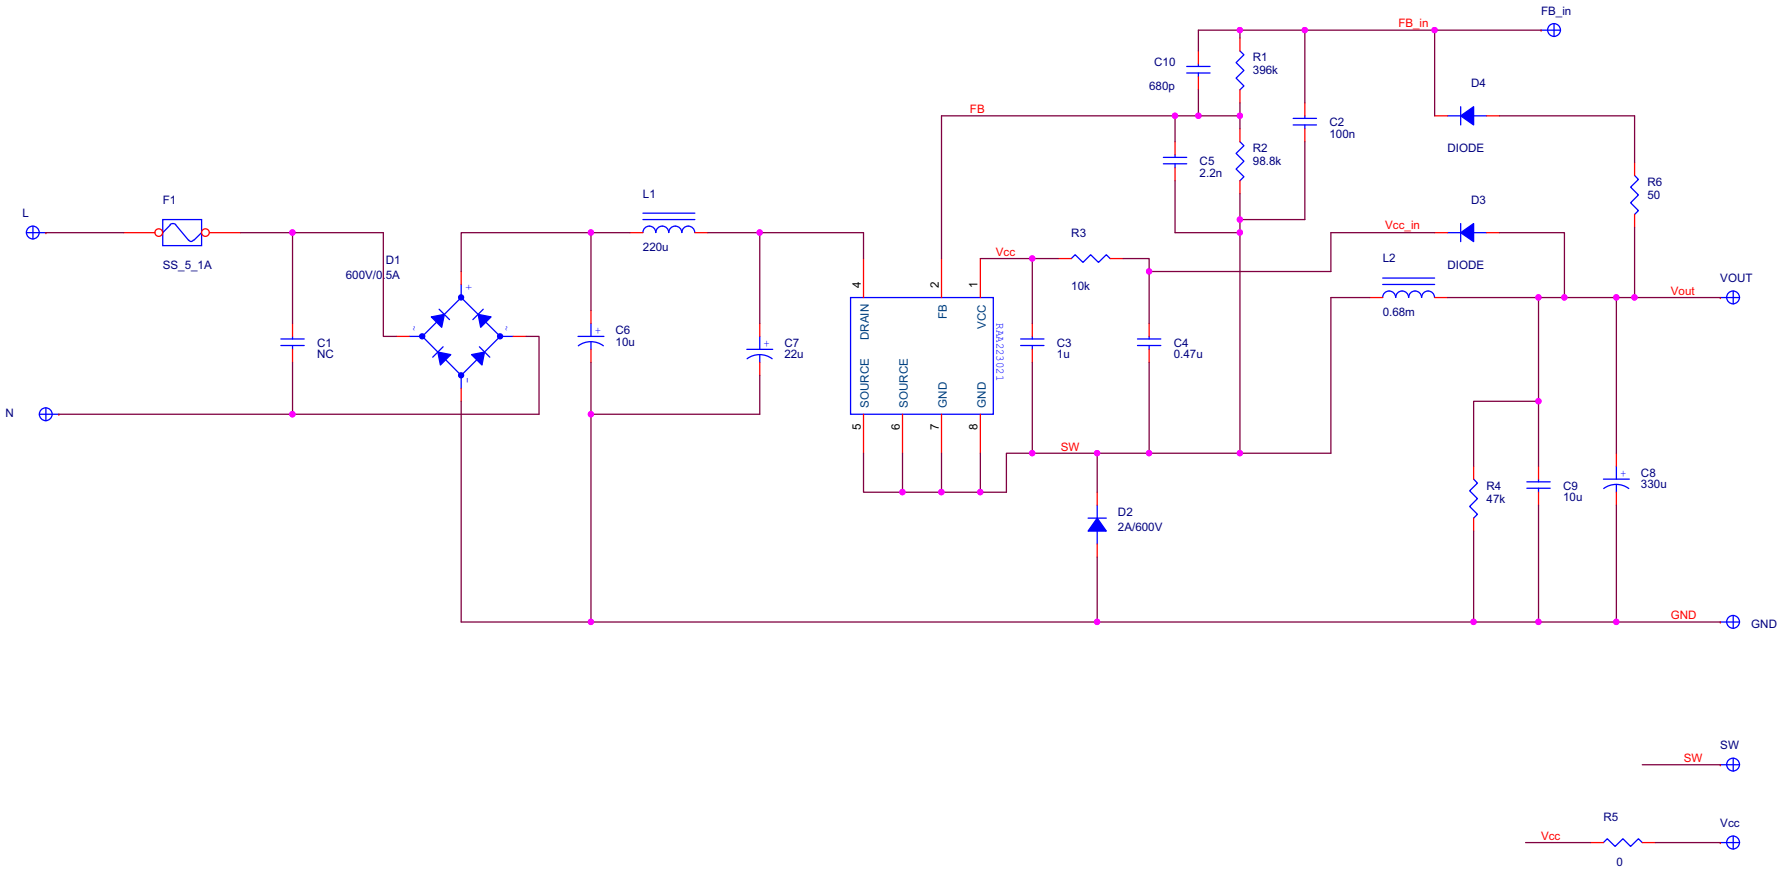 FB_in
FB_in
C10
680p
R1
396k
D4
DIODE
FB
C2
100n
C5
2.2n
R2
98.8k
R6
50
L
F1
SS_5_1A
L1
220u
D1
600V/0.5A
Vcc
R3
10k
Vcc_in
D3
DIODE
L2
0.68m
VOUT
Vout
4
2
1
DRAIN
FB
VCC
RAA223021
SOURCE
SOURCE
GND
GND
5
6
7
8
C1
NC
C6
10u
C7
22u
C3
1u
C4
0.47u
N
SW
D2
2A/600V
R4
47k
C9
10u
C8
330u
GND
GND
SW
SW
Vcc
R5
0
Vcc